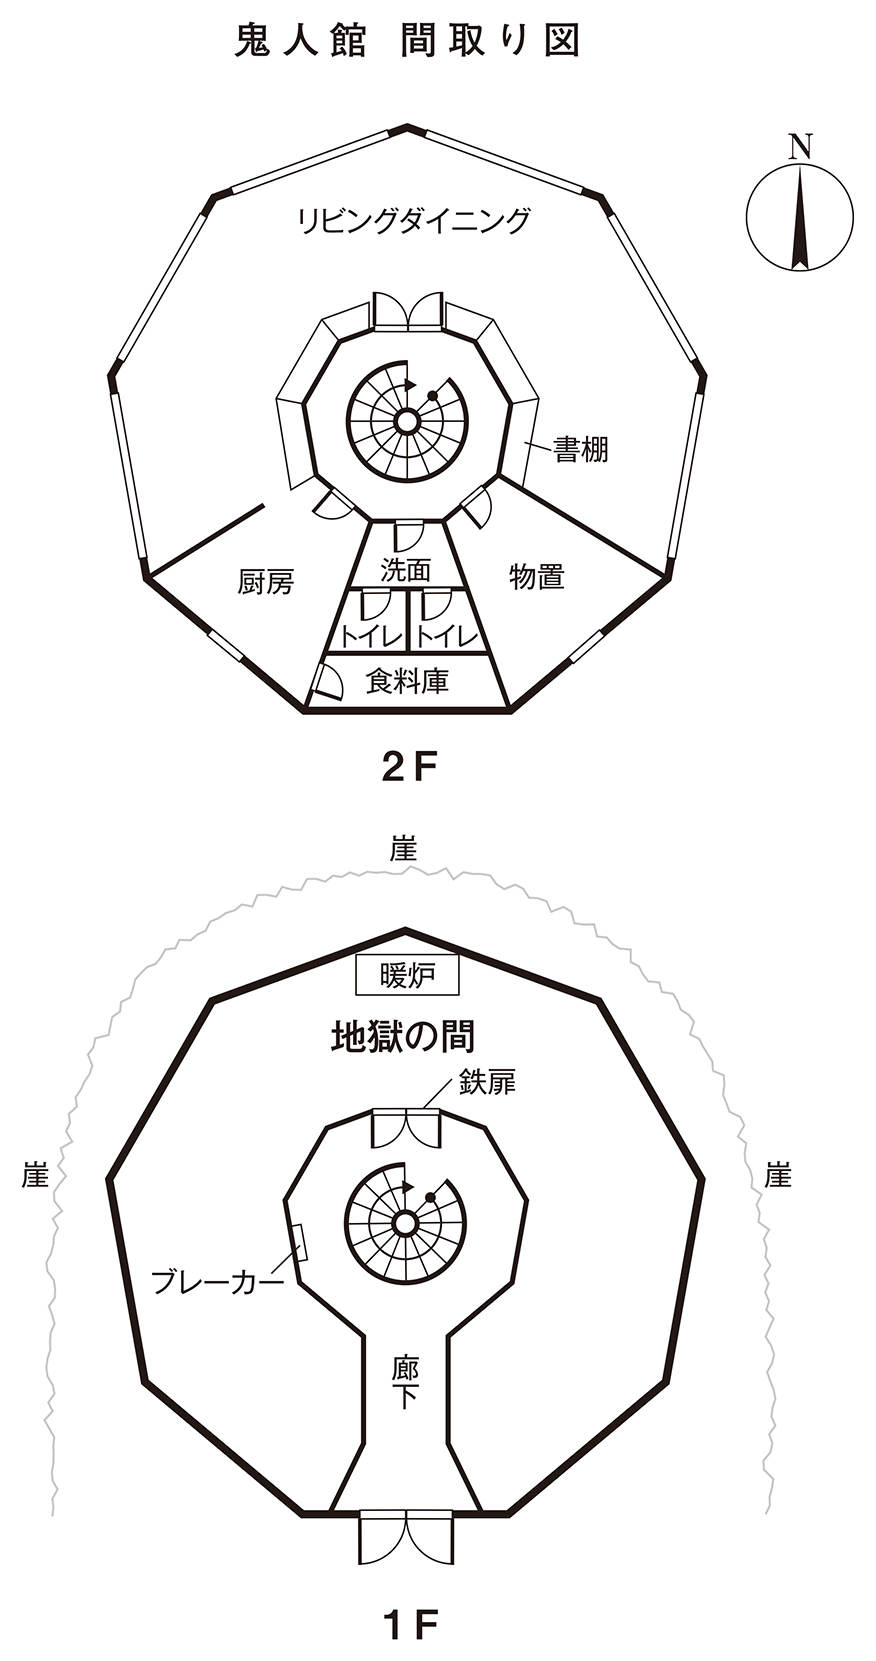 鬼人館 間取り図
N
リビングダイニング
書棚
厨房
洗面
物置
トイレ
トイレ
食料庫
2F
崖
暖炉
地獄の間
鉄扉
崖
崖
ブレーカー
廊下
1F